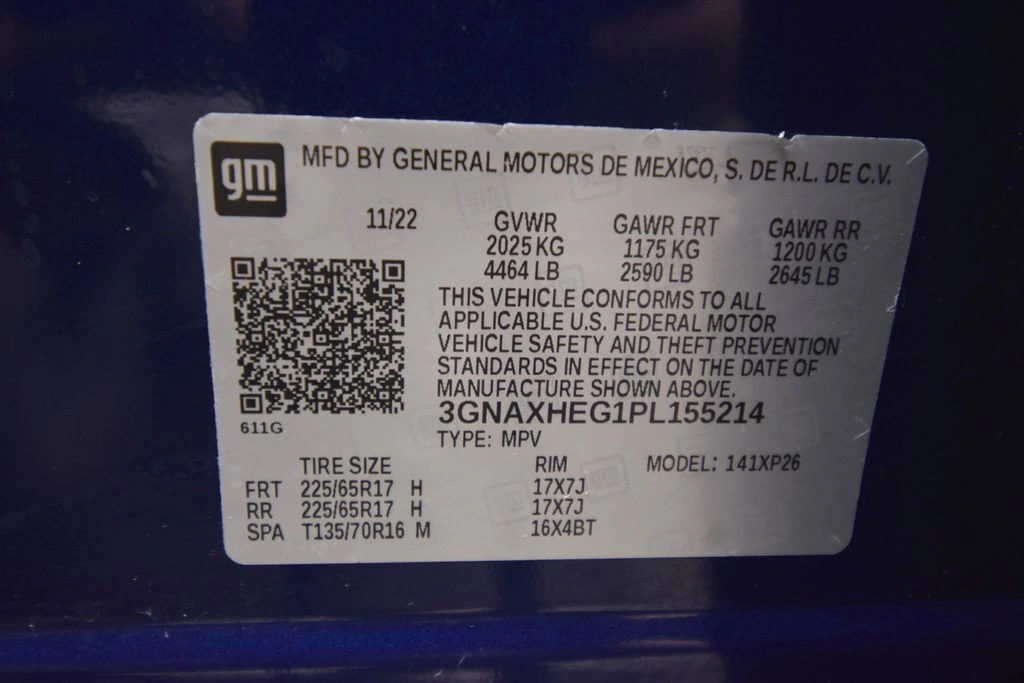 gm
MFD BY GENERAL MOTORS DE MEXICO, S. DE R.L. DE C.V.
11/22 GVWR GAWR FRT GAWR RR
2025 KG 1175 KG 1200 KG
4464 LB 2590 LB 2645 LB
THIS VEHICLE CONFORMS TO ALL
APPLICABLE U.S. FEDERAL MOTOR
VEHICLE SAFETY AND THEFT PREVENTION
STANDARDS IN EFFECT ON THE DATE OF
MANUFACTURE SHOWN ABOVE.
3GNAXHEG1PL155214
611G
TYPE: MPV
TIRE SIZE RIM MODEL: 141XP26
FRT 225/65R17 H 17X7J
RR 225/65R17 H 17X7J
SPA T135/70R16 M 16X4BT